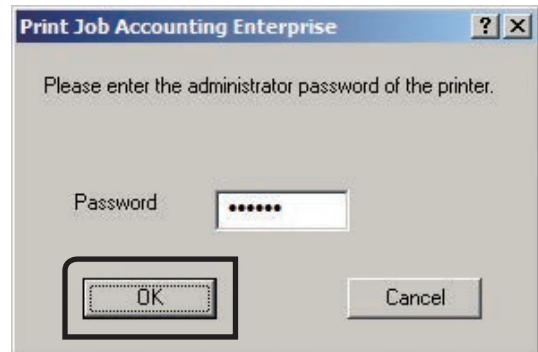 Print Job Accounting Enterprise ? X
Please enter the administrator password of the printer.
Password ••••••
OK Cancel